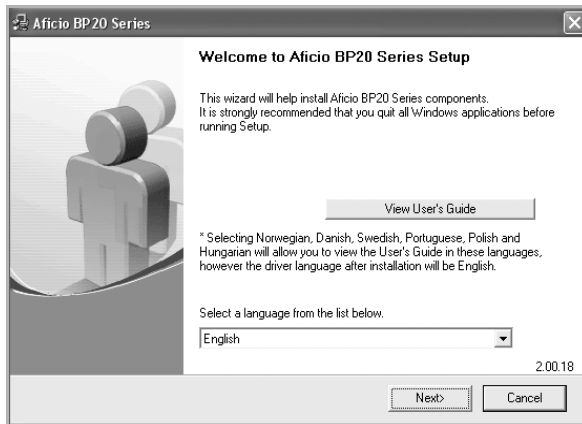 Aficio BP20 Series
Welcome to Aficio BP20 Series Setup
This wizard will help install Aficio BP20 Series components.
It is strongly recommended that you quit all Windows applications before
running Setup.
View User's Guide
* Selecting Norwegian, Danish, Swedish, Portuguese, Polish and
Hungarian will allow you to view the User's Guide in these languages,
however the driver language after installation will be English.
Select a language from the list below.
English
2.00.18
Next>
Cancel